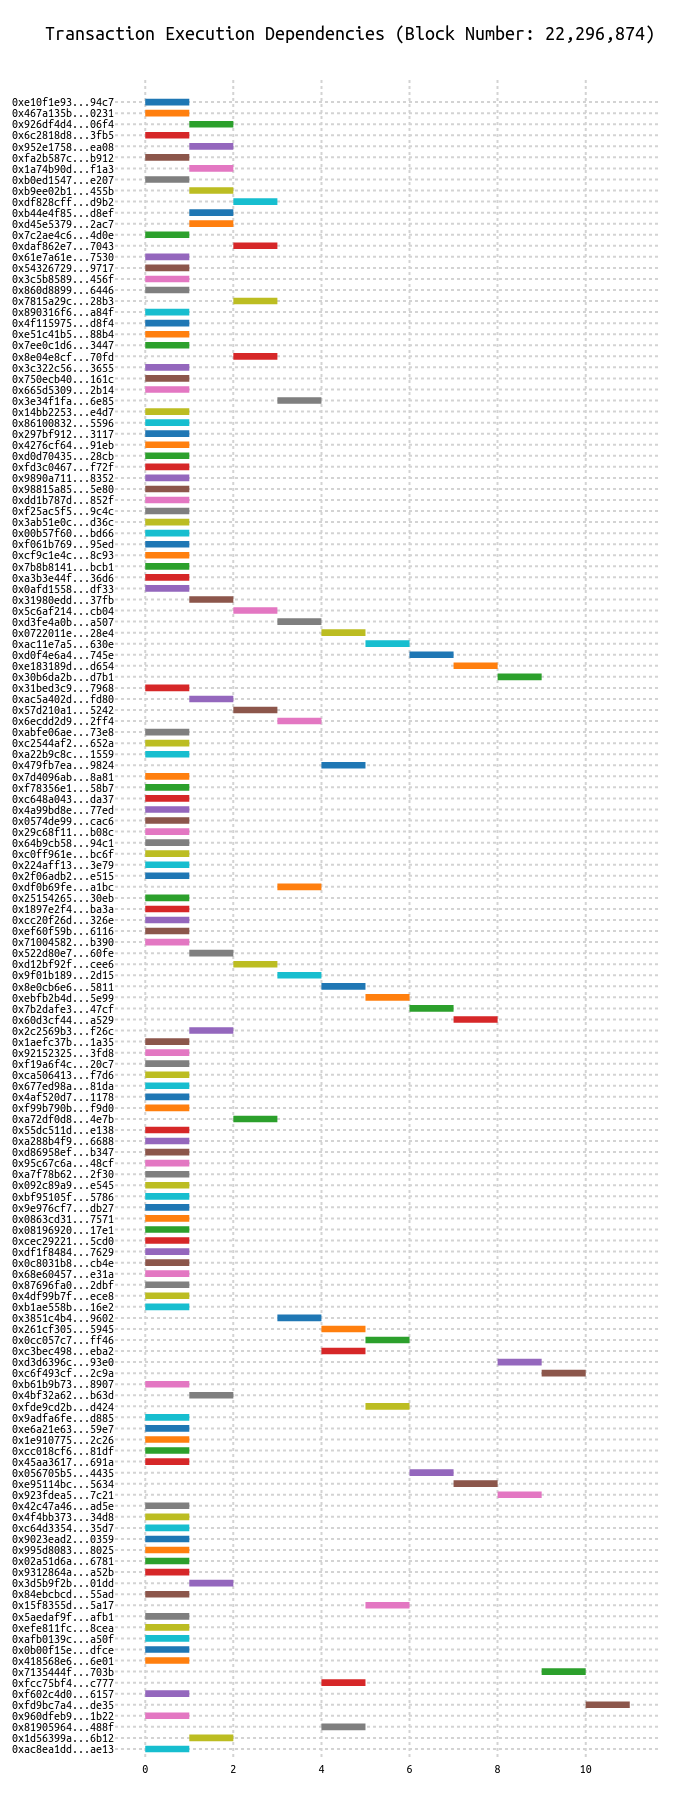 Transaction Execution Dependencies (Block Number: 22,296,874)
0xe10f1e93...94c7
0x467a135b...0231
0x926df4d4...06f4
0x6c2818d8...3fb5
0x952e1758...ea08
0xfa2b587c...b912
0x1a74b90d...f1a3
0xb0ed1547...e207
0xb9ee02b1...455b
0xdf828cff...d9b2
0xb44e4f85...d8ef
0xd45e5379...2ac7
0x7c2ae4c6...4d0e
0xdaf862e7...7043
0x61e7a61e...7530
0x54326729...9717
0x3c5b8589...456f
0x860d8899...6446
0x7815a29c...28b3
0x890316f6...a84f
0x4f115975...d8f4
0xe51c41b5...88b4
0x7ee0c1d6...3447
0x8e04e8cf...70fd
0x3c322c56...3655
0x750ecb40...161c
0x665d5309...2b14
0x3e34f1fa...6e85
0x14bb2253...e4d7
0x86100832...5596
0x297bf912...3117
0x4276cf64...91eb
0xd0d70435...28cb
0xfd3c0467...f72f
0x9890a711...8352
0x98815a85...5e80
0xdd1b787d...852f
0xf25ac5f5...9c4c
0x3ab51e0c...d36c
0x00b57f60...bd66
0xf061b769...95ed
0xcf9c1e4c...8c93
0x7b8b8141...bcb1
0xa3b3e44f...36d6
0x0afd1558...df33
0x31980edd...37fb
0x5c6af214...cb04
0xd3fe4a0b...a507
0x0722011e...28e4
0xac11e7a5...630e
0xd0f4e6a4...745e
0xe183189d...d654
0x30b6da2b...d7b1
0x31bed3c9...7968
0xac5a402d...fd80
0x57d210a1...5242
0x6ecdd2d9...2ff4
0xabfe06ae...73e8
0xc2544af2...652a
0xa22b9c8c...1559
0x479fb7ea...9824
0x7d4096ab...8a81
0xf78356e1...58b7
0xc648a043...da37
0x4a99bd8e...77ed
0x0574de99...cac6
0x29c68f11...b08c
0x64b9cb58...94c1
0xc0ff961e...bc6f
0x224aff13...3e79
0x2f06adb2...e515
0xdf0b69fe...a1bc
0x25154265...30eb
0x1897e2f4...ba3a
0xcc20f26d...326e
0xef60f59b...6116
0x71004582...b390
0x522d80e7...60fe
0xd12bf92f...cee6
0x9f01b189...2d15
0x8e0cb6e6...5811
0xebfb2b4d...5e99
0x7b2dafe3...47cf
0x60d3cf44...a529
0x2c2569b3...f26c
0x1aefc37b...1a35
0x92152325...3fd8
0xf19a6f4c...20c7
0xca506413...f7d6
0x677ed98a...81da
0x4af520d7...1178
0xf99b790b...f9d0
0xa72df0d8...4e7b
0x55dc511d...e138
0xa288b4f9...6688
0xd86958ef...b347
0x95c67c6a...48cf
0xa7f78b62...2f30
0x092c89a9...e545
0xbf95105f...5786
0x9e976cf7...db27
0x0863cd31...7571
0x08196920...17e1
0xcec29221...5cd0
0xdf1f8484...7629
0x0c8031b8...cb4e
0x68e60457...e31a
0x87696fa0...2dbf
0x4df99b7f...ece8
0xb1ae558b...16e2
0x3851c4b4...9602
0x261cf305...5945
0x0cc057c7...ff46
0xc3bec498...eba2
0xd3d6396c...93e0
0xc6f493cf...2c9a
0xb61b9b73...8907
0x4bf32a62...b63d
0xfde9cd2b...d424
0x9adfa6fe...d885
0xe6a21e63...59e7
0x1e910775...2c26
0xcc018cf6...81df
0x45aa3617...691a
0x056705b5...4435
0xe95114bc...5634
0x923fdea5...7c21
0x42c47a46...ad5e
0x4f4bb373...34d8
0xc64d3354...35d7
0x9023ead2...0359
0x995d8083...8025
0x02a51d6a...6781
0x9312864a...a52b
0x3d5b9f2b...01dd
0x84ebcbcd...55ad
0x15f8355d...5a17
0x5aedaf9f...afb1
0xefe811fc...8cea
0xafb0139c...a50f
0x0b00f15e...dfce
0x418568e6...6e01
0x7135444f...703b
0xfcc75bf4...c777
0xf602c4d0...6157
0xfd9bc7a4...de35
0x960dfeb9...1b22
0x81905964...488f
0x1d56399a...6b12
0xac8ea1dd...ae13
0 2 4 6 8 10